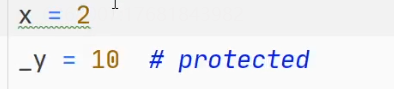 x = 2
_y = 10  # protected